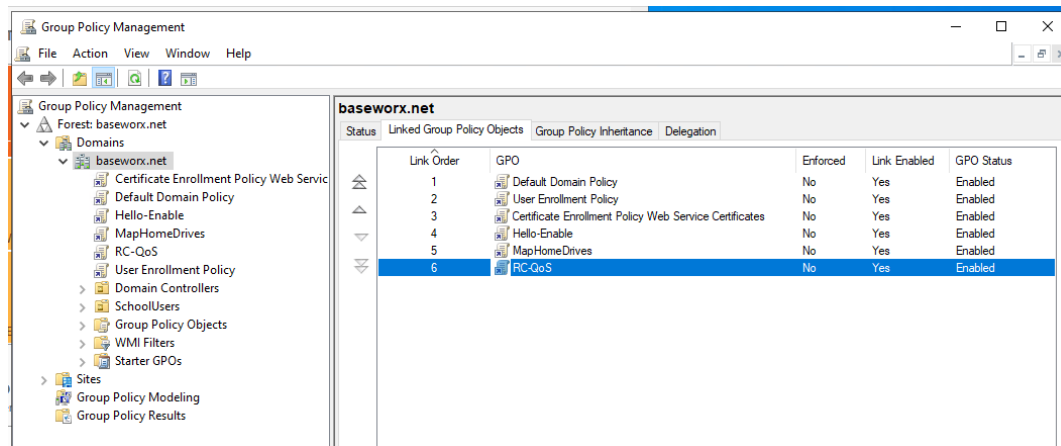 Group Policy Management
File Action View Window Help
Group Policy Management
Forest: baseworx.net
Domains
baseworx.net
Certificate Enrollment Policy Web Servic
Default Domain Policy
Hello-Enable
MapHomeDrives
RC-QoS
User Enrollment Policy
Domain Controllers
SchoolUsers
Group Policy Objects
WMI Filters
Starter GPOs
Sites
Group Policy Modeling
Group Policy Results
baseworx.net
Status Linked Group Policy Objects Group Policy Inheritance Delegation
Link Order GPO Enforced Link Enabled GPO Status
1 Default Domain Policy No Yes Enabled
2 User Enrollment Policy No Yes Enabled
3 Certificate Enrollment Policy Web Service Certificates No Yes Enabled
4 Hello-Enable No Yes Enabled
5 MapHomeDrives No Yes Enabled
6 RC-QoS No Yes Enabled